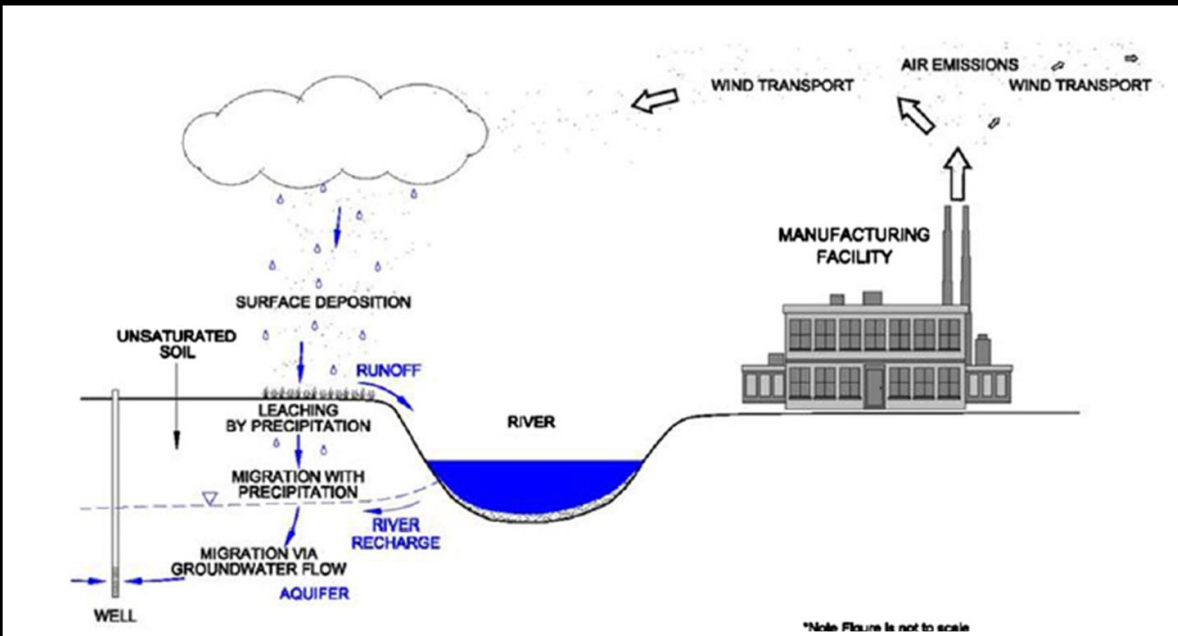 AIR EMISSIONS
WIND TRANSPORT
WIND TRANSPORT
MANUFACTURING
FACILITY
SURFACE DEPOSITION
UNSATURATED
SOIL
RUNOFF
LEACHING
BY PRECIPITATION
RIVER
MIGRATION WITH
PRECIPITATION
RIVER
RECHARGE
MIGRATION VIA
GROUNDWATER FLOW
AQUIFER
WELL
*Note Figure is not to scale